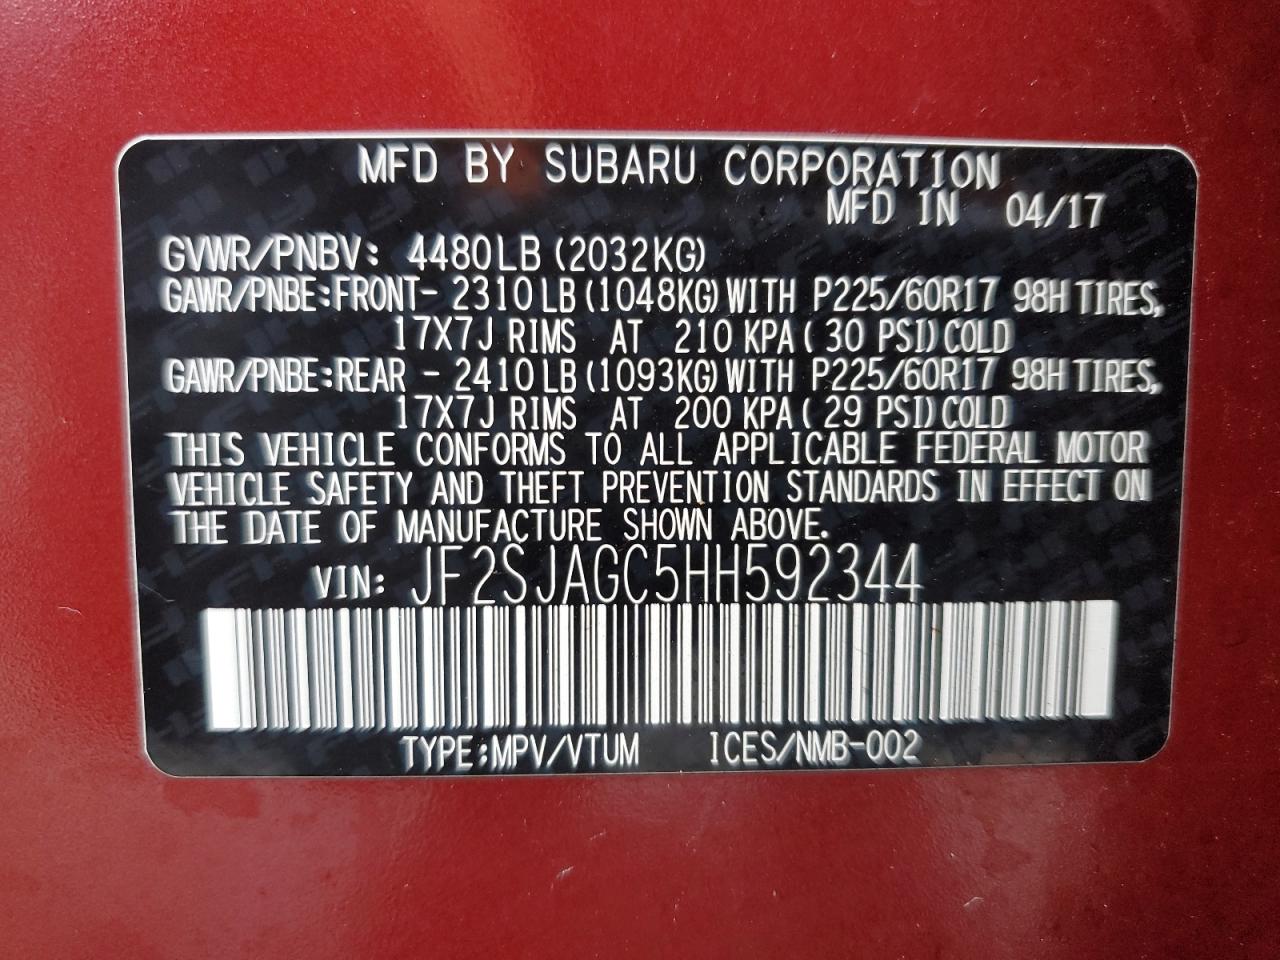 MFD BY SUBARU CORPORATION
MFD IN 04/17
GVWR/PNBV: 4480LB (2032KG)
GAWR/PNBE:FRONT- 2310LB (1048KG) WITH P225/60R17 98H TIRES,
17X7J RIMS AT 210 KPA ( 30 PSI) COLD
GAWR/PNBE:REAR - 2410LB (1093KG) WITH P225/60R17 98H TIRES,
17X7J RIMS AT 200 KPA ( 29 PSI) COLD
THIS VEHICLE CONFORMS TO ALL APPLICABLE FEDERAL MOTOR
VEHICLE SAFETY AND THEFT PREVENTION STANDARDS IN EFFECT ON
THE DATE OF MANUFACTURE SHOWN ABOVE.
VIN: JF2SJAGC5HH592344
TYPE:MPV/VTUM ICES/NMB-002